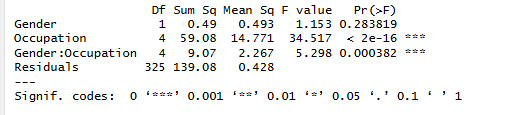 Df Sum Sq Mean Sq F value Pr(>F)
Gender 1 0.49 0.493 1.153 0.283819
Occupation 4 59.08 14.771 34.517 < 2e-16 ***
Gender:Occupation 4 9.07 2.267 5.298 0.000382 ***
Residuals 325 139.08 0.428
---
Signif. codes: 0 ‘***’ 0.001 ‘**’ 0.01 ‘*’ 0.05 ‘.’ 0.1 ‘ ’ 1